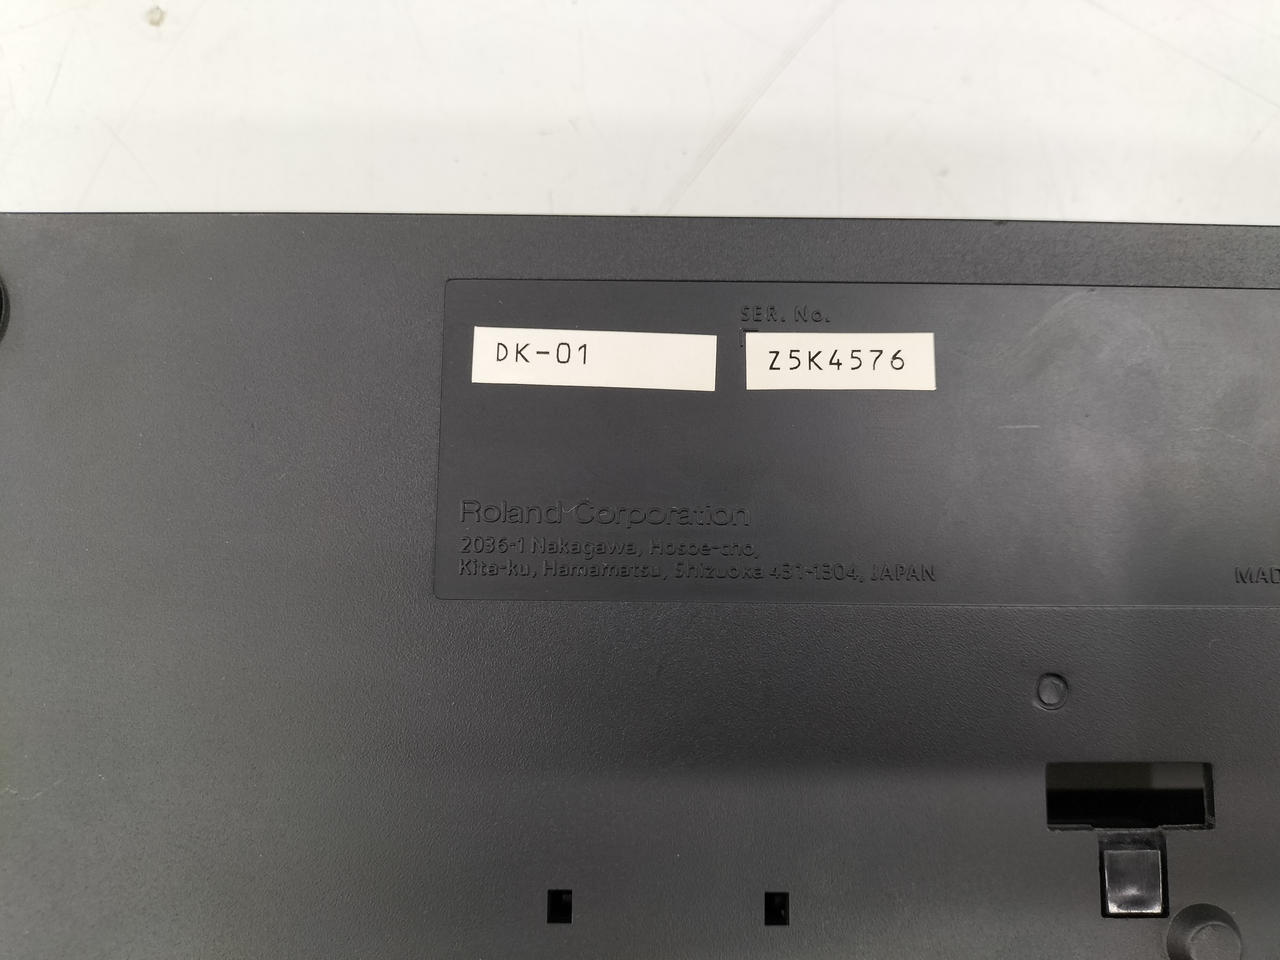 SER. No.
DK-01
Z5K4576
Roland Corporation
2036-1 Nakagawa, Hosoe-cho,
Kita-ku, Hamamatsu, Shizuoka 431-1304, JAPAN